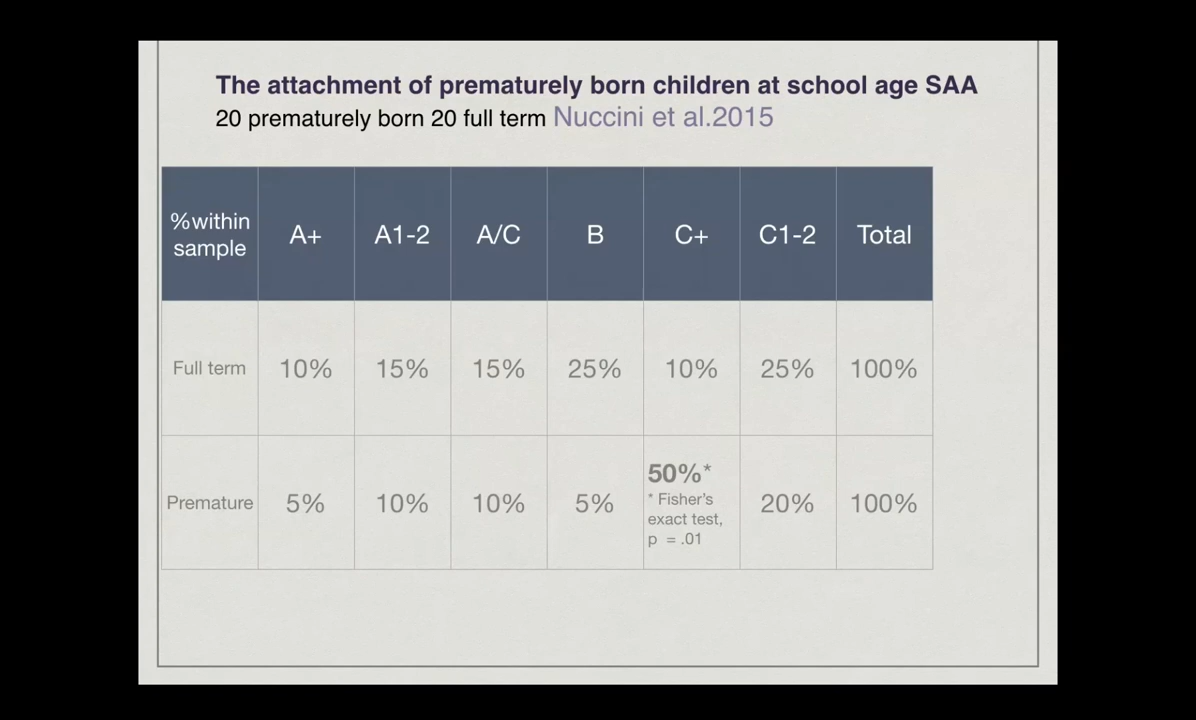 The attachment of prematurely born children at school age SAA
20 prematurely born 20 full term Nuccini et al.2015
%within
sample
A+
A1-2
A/C
B
C+
C1-2
Total
Full term
10%
15%
15%
25%
10%
25%
100%
Premature
5%
10%
10%
5%
50%*
* Fisher's
exact test,
p = .01
20%
100%